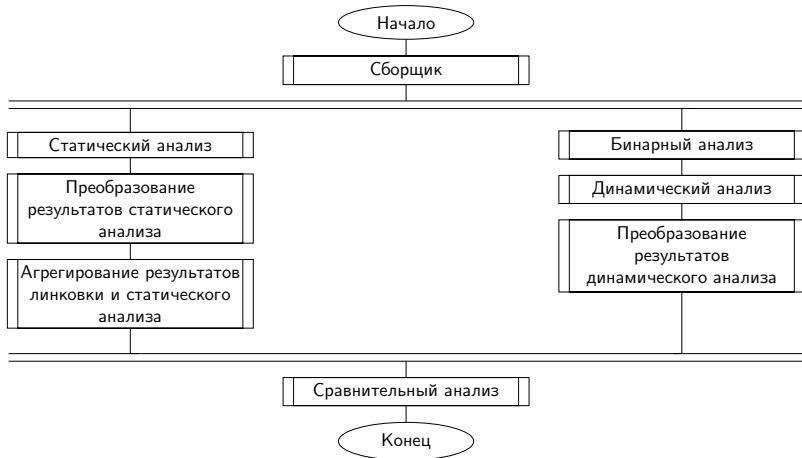 Начало
Сборщик
Статический анализ
Преобразование
результатов статического
анализа
Агрегирование результатов
линковки и статического
анализа
Бинарный анализ
Динамический анализ
Преобразование
результатов
динамического анализа
Сравнительный анализ
Конец